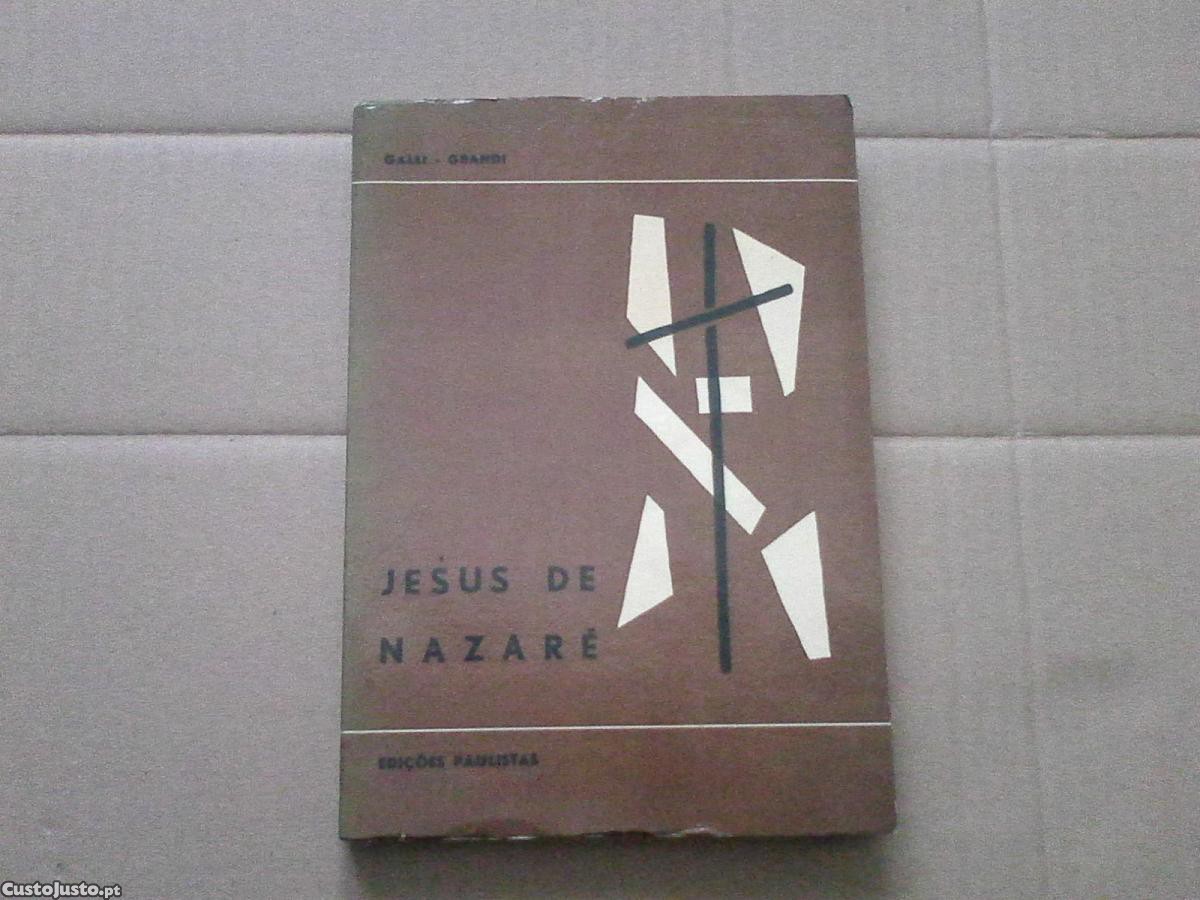 GALLI - GRANDI
JESUS DE
NAZARÉ
EDIÇÕES PAULISTAS
CustoJusto.pt